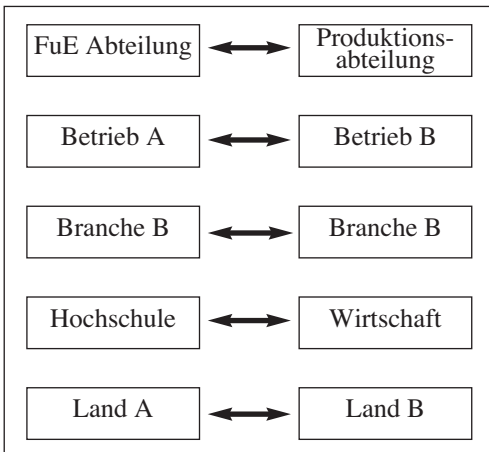 FuE Abteilung
Produktions-
abteilung
Betrieb A
Betrieb B
Branche B
Branche B
Hochschule
Wirtschaft
Land A
Land B